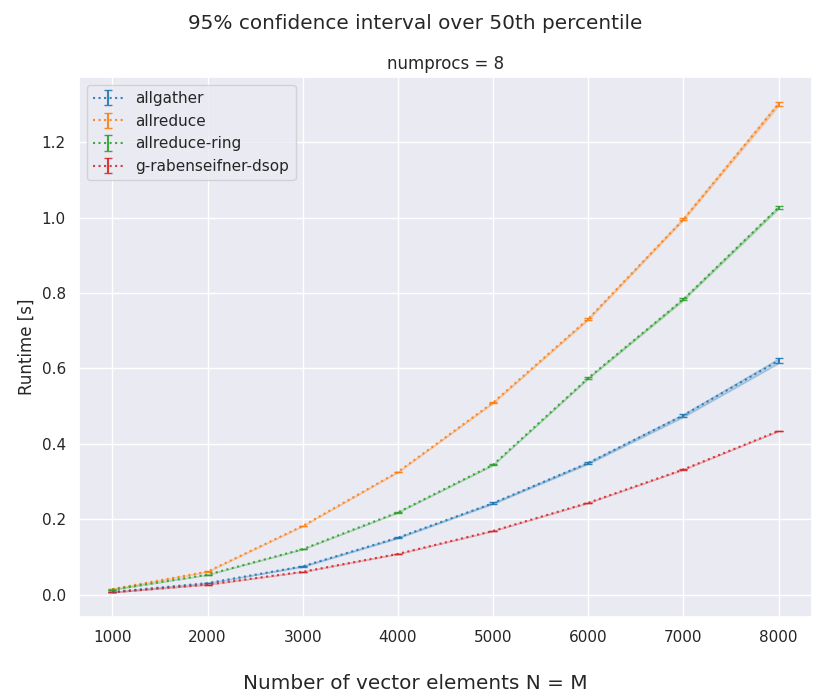 95% confidence interval over 50th percentile
numprocs = 8
allgather
allreduce
allreduce-ring
g-rabenseifner-dsop
Runtime [s]
1.2
1.0
0.8
0.6
0.4
0.2
0.0
1000 2000 3000 4000 5000 6000 7000 8000
Number of vector elements N = M